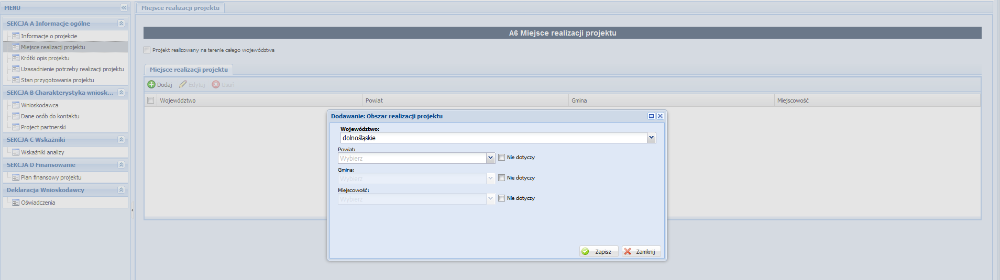 MENU
SEKCJA A Informacje ogólne
Informacje o projekcie
Miejsce realizacji projektu
Krótki opis projektu
Uzasadnienie potrzeby realizacji projektu
Stan przygotowania projektu
SEKCJA B Charakterystyka wniosk...
Wnioskodawca
Dane osób do kontaktu
Project partnerski
SEKCJA C Wskaźniki
Wskaźniki analizy
SEKCJA D Finansowanie
Plan finansowy projektu
Deklaracja Wnioskodawcy
Oświadczenia
Miejsce realizacji projektu
A6 Miejsce realizacji projektu
Projekt realizowany na terenie całego województwa
Miejsce realizacji projektu
Dodaj Edytuj Usuń
Województwo Powiat Gmina Miejscowość
Dodawanie: Obszar realizacji projektu
Województwo:
dolnośląskie
Powiat:
Wybierz Nie dotyczy
Gmina:
Wybierz Nie dotyczy
Miejscowość:
Wybierz Nie dotyczy
Zapisz Zamknij